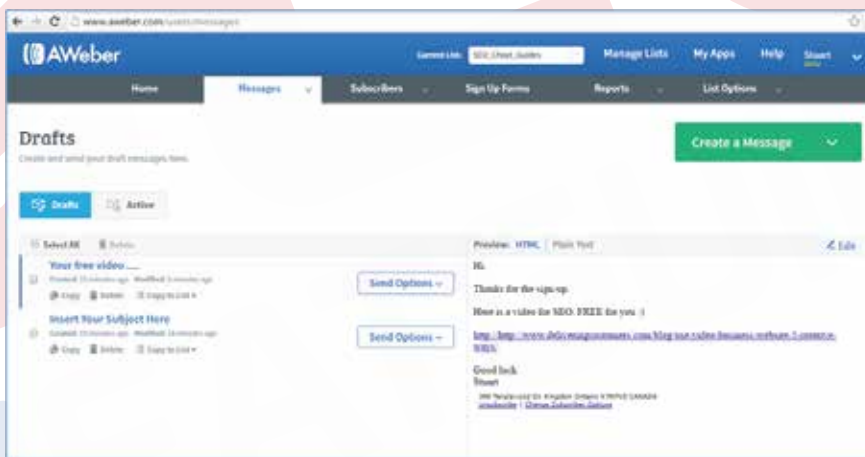 www.aweber.com/users/messages
AWeber
Current List:
Manage Lists
My Apps
Help
Stuart
Home
Messages
Subscribers
Sign Up Forms
Reports
List Options
Drafts
Create and send your draft messages here.
Create a Message
Drafts
Active
Select All
Delete
Preview: HTML | Plain Text
Edit
Your free video .....
Send Options
Copy
Delete
Copy to List
Insert Your Subject Here
Send Options
Copy
Delete
Copy to List
Hi,
Thanks for the sign-up.
Here is a video for SEO. FREE for you :)
Good luck
Stuart
Unsubscribe | Change Subscriber Options